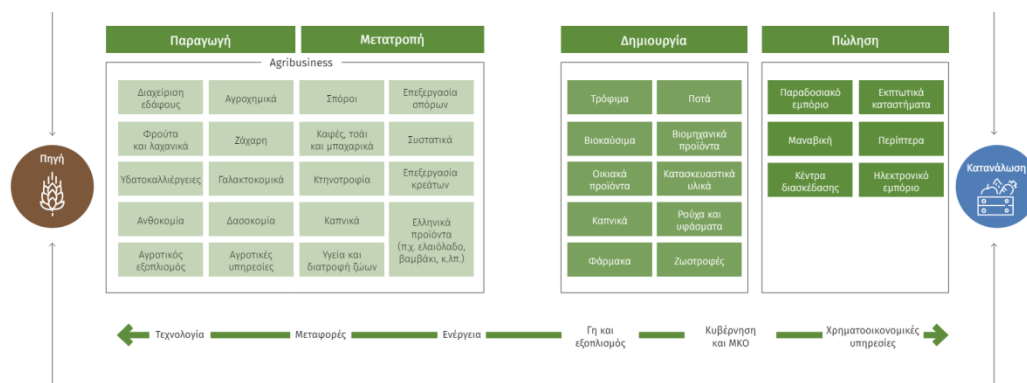 Παραγωγή
Μετατροπή
Δημιουργία
Πώληση
Agribusiness
Διαχείριση
εδάφους
Αγροχημικά
Σπόροι
Επεξεργασία
σπόρων
Φρούτα
και λαχανικά
Ζάχαρη
Καφές, τσάι
και μπαχαρικά
Συστατικά
Υδατοκαλλιέργειες
Γαλακτοκομικά
Κτηνοτροφία
Επεξεργασία
κρεάτων
Ανθοκομία
Δασοκομία
Καπνικά
Ελληνικά
προϊόντα
(π.χ. ελαιόλαδο,
βαμβάκι, κ.λπ.)
Αγροτικός
εξοπλισμός
Αγροτικές
υπηρεσίες
Υγεία και
διατροφή ζώων
Τρόφιμα
Ποτά
Βιοκαύσιμα
Βιομηχανικά
προϊόντα
Οικιακά
προϊόντα
Κατασκευαστικά
υλικά
Καπνικά
Ρούχα και
υφάσματα
Φάρμακα
Ζωοτροφές
Παραδοσιακό
εμπόριο
Εκπτωτικά
καταστήματα
Μαναβική
Περίπτερα
Κέντρα
διασκέδασης
Ηλεκτρονικό
εμπόριο
Πηγή
Κατανάλωση
Τεχνολογία
Μεταφορές
Ενέργεια
Γη και
εξοπλισμός
Κυβέρνηση
και ΜΚΟ
Χρηματοοικονομικές
υπηρεσίες